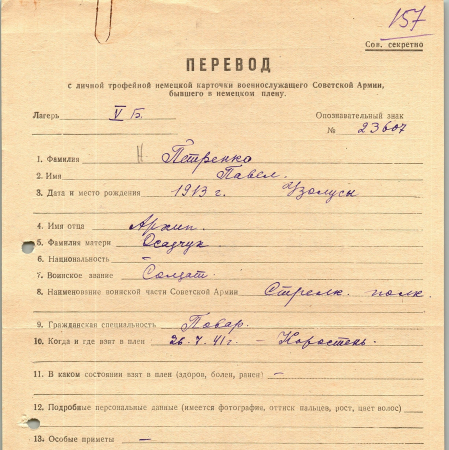 157
Сов. секретно
ПЕРЕВОД
с личной трофейной немецкой карточки военнослужащего Советской Армии,
бывшего в немецком плену.
Лагерь V Б. Опознавательный знак
№ 23607
1. Фамилия Петренко
2. Имя Павел.
3. Дата и место рождения 1913 г. Узолусы
4. Имя отца Архип.
5. Фамилия матери Осадчук
6. Национальность –
7. Воинское звание Солдат.
8. Наименование воинской части Советской Армии Стрелк. полк.
9. Гражданская специальность Повар.
10. Когда и где взят в плен 26.7.41 г. – Коростень.
11. В каком состоянии взят в плен (здоров, болен, ранен) –
12. Подробные персональные данные (имеется фотография, оттиск пальцев, рост, цвет волос)
13. Особые приметы –